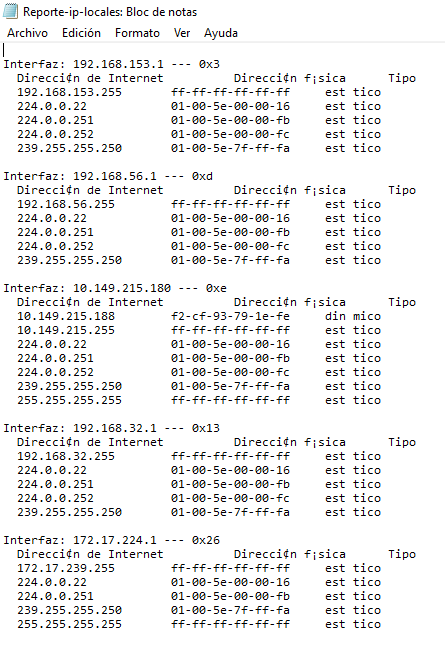 Reporte-ip-locales: Bloc de notas
Archivo Edición Formato Ver Ayuda
Interfaz: 192.168.153.1 --- 0x3
Direcci¢n de Internet Direcci¢n f¡sica Tipo
192.168.153.255 ff-ff-ff-ff-ff-ff est tico
224.0.0.22 01-00-5e-00-00-16 est tico
224.0.0.251 01-00-5e-00-00-fb est tico
224.0.0.252 01-00-5e-00-00-fc est tico
239.255.255.250 01-00-5e-7f-ff-fa est tico
Interfaz: 192.168.56.1 --- 0xd
Direcci¢n de Internet Direcci¢n f¡sica Tipo
192.168.56.255 ff-ff-ff-ff-ff-ff est tico
224.0.0.22 01-00-5e-00-00-16 est tico
224.0.0.251 01-00-5e-00-00-fb est tico
224.0.0.252 01-00-5e-00-00-fc est tico
239.255.255.250 01-00-5e-7f-ff-fa est tico
Interfaz: 10.149.215.180 --- 0xe
Direcci¢n de Internet Direcci¢n f¡sica Tipo
10.149.215.188 f2-cf-93-79-1e-fe din mico
10.149.215.255 ff-ff-ff-ff-ff-ff est tico
224.0.0.22 01-00-5e-00-00-16 est tico
224.0.0.251 01-00-5e-00-00-fb est tico
224.0.0.252 01-00-5e-00-00-fc est tico
239.255.255.250 01-00-5e-7f-ff-fa est tico
255.255.255.255 ff-ff-ff-ff-ff-ff est tico
Interfaz: 192.168.32.1 --- 0x13
Direcci¢n de Internet Direcci¢n f¡sica Tipo
192.168.32.255 ff-ff-ff-ff-ff-ff est tico
224.0.0.22 01-00-5e-00-00-16 est tico
224.0.0.251 01-00-5e-00-00-fb est tico
224.0.0.252 01-00-5e-00-00-fc est tico
239.255.255.250 01-00-5e-7f-ff-fa est tico
Interfaz: 172.17.224.1 --- 0x26
Direcci¢n de Internet Direcci¢n f¡sica Tipo
172.17.239.255 ff-ff-ff-ff-ff-ff est tico
224.0.0.22 01-00-5e-00-00-16 est tico
224.0.0.251 01-00-5e-00-00-fb est tico
239.255.255.250 01-00-5e-7f-ff-fa est tico
255.255.255.255 ff-ff-ff-ff-ff-ff est tico